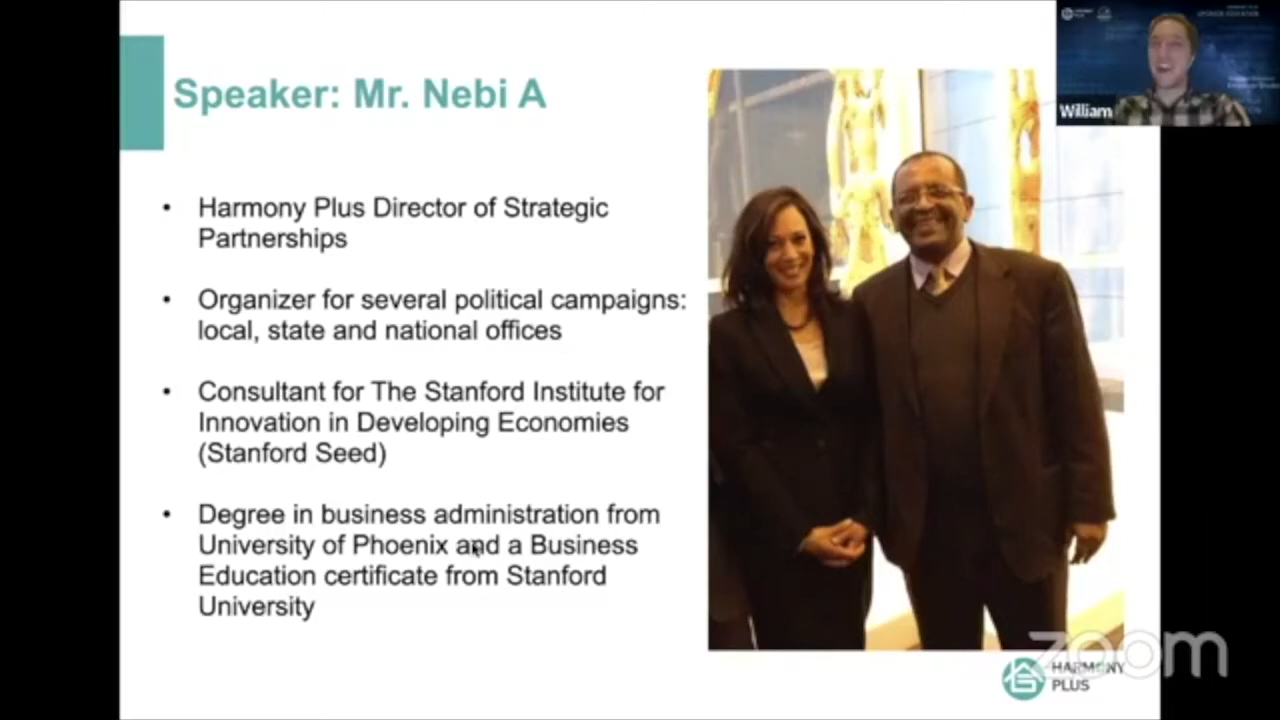 Speaker: Mr. Nebi A
• Harmony Plus Director of Strategic
Partnerships
• Organizer for several political campaigns:
local, state and national offices
• Consultant for The Stanford Institute for
Innovation in Developing Economies
(Stanford Seed)
• Degree in business administration from
University of Phoenix and a Business
Education certificate from Stanford
University
William
zoom
HARMONY
PLUS